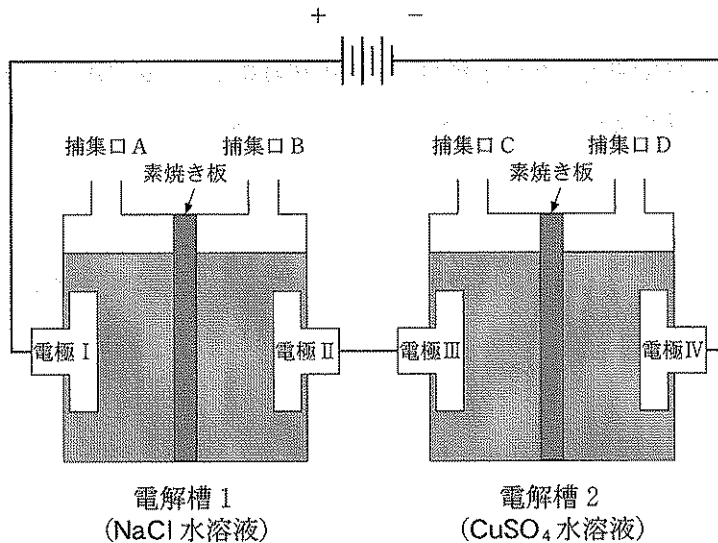 + −
捕集口A 捕集口B 捕集口C 捕集口D
素焼き板 素焼き板
電極Ⅰ 電極Ⅱ 電極Ⅲ 電極Ⅳ
電解槽1 電解槽2
(NaCl水溶液) (CuSO₄水溶液)